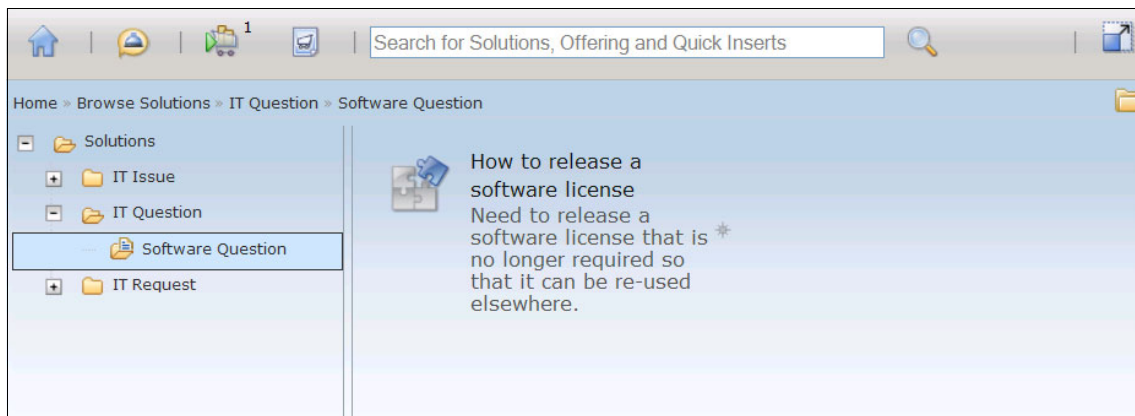 1
Search for Solutions, Offering and Quick Inserts
Home » Browse Solutions » IT Question » Software Question
Solutions
IT Issue
IT Question
Software Question
IT Request
How to release a
software license
Need to release a
software license that is
no longer required so
that it can be re-used
elsewhere.